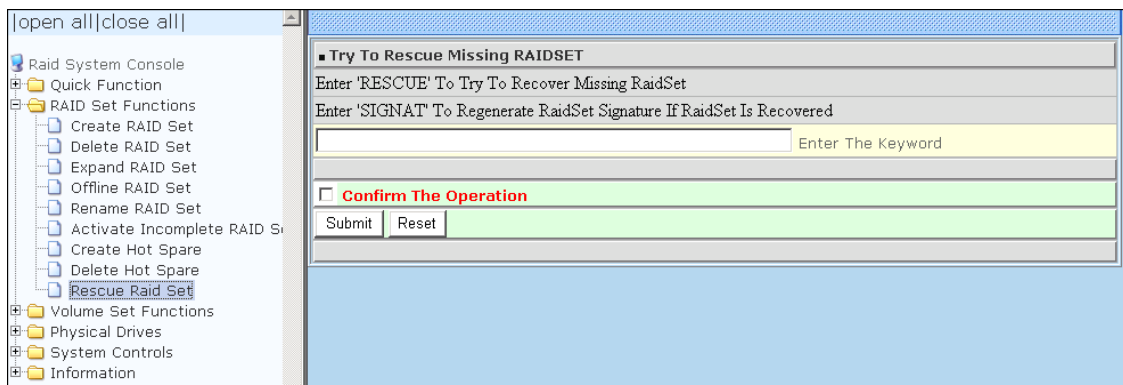 |open all|close all|
Raid System Console
Quick Function
RAID Set Functions
Create RAID Set
Delete RAID Set
Expand RAID Set
Offline RAID Set
Rename RAID Set
Activate Incomplete RAID S
Create Hot Spare
Delete Hot Spare
Rescue Raid Set
Volume Set Functions
Physical Drives
System Controls
Information
Try To Rescue Missing RAIDSET
Enter 'RESCUE' To Try To Recover Missing RaidSet
Enter 'SIGNAT' To Regenerate RaidSet Signature If RaidSet Is Recovered
Enter The Keyword
Confirm The Operation
Submit Reset